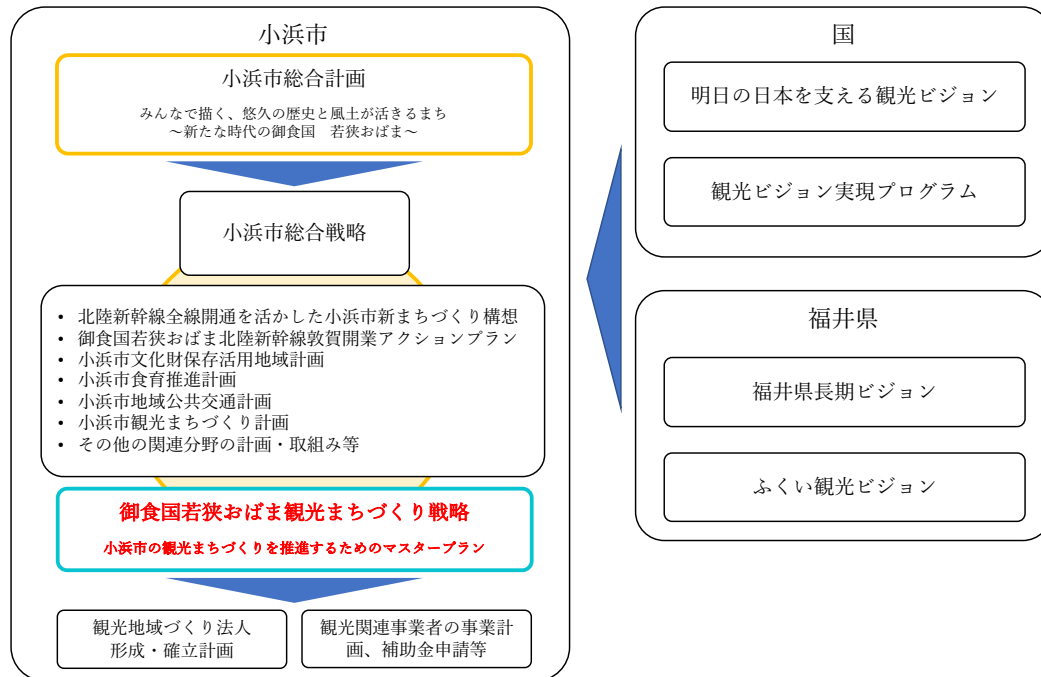 小浜市
小浜市総合計画
みんなで描く、悠久の歴史と風土が活きるまち
～新たな時代の御食国　若狭おばま～
小浜市総合戦略
• 北陸新幹線全線開通を活かした小浜市新まちづくり構想
• 御食国若狭おばま北陸新幹線敦賀開業アクションプラン
• 小浜市文化財保存活用地域計画
• 小浜市食育推進計画
• 小浜市地域公共交通計画
• 小浜市観光まちづくり計画
• その他の関連分野の計画・取組み等
御食国若狭おばま観光まちづくり戦略
小浜市の観光まちづくりを推進するためのマスタープラン
観光地域づくり法人
形成・確立計画
観光関連事業者の事業計
画、補助金申請等
国
明日の日本を支える観光ビジョン
観光ビジョン実現プログラム
福井県
福井県長期ビジョン
ふくい観光ビジョン